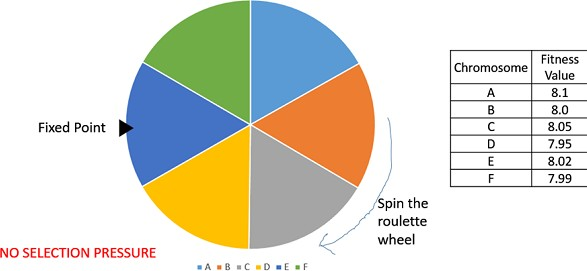 Fixed Point
Spin the
roulette
wheel
NO SELECTION PRESSURE
A B C D E F
Chromosome Fitness Value
A 8.1
B 8.0
C 8.05
D 7.95
E 8.02
F 7.99